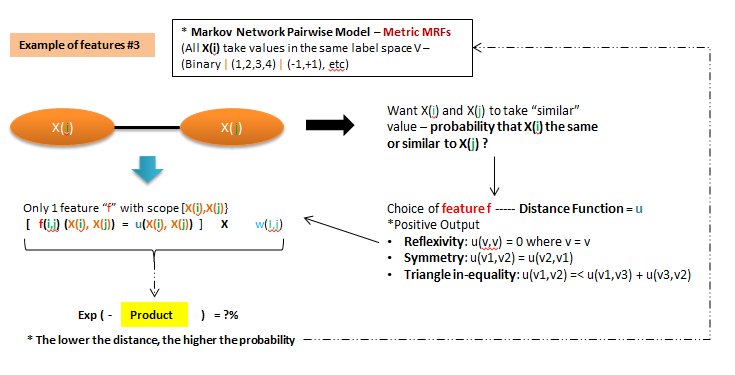 Example of features #3
* Markov Network Pairwise Model – Metric MRFs
(All X(i) take values in the same label space V –
(Binary | (1,2,3,4) | (-1,+1), etc)
X(i)
X(j)
Want X(i) and X(j) to take “similar”
value – probability that X(i) the same
or similar to X(j) ?
Only 1 feature “f” with scope [X(i),X(j)}
[ f(i,j) (X(i), X(j)) = u(X(i), X(j)) ] X w(I,j)
Choice of feature f ----- Distance Function = u
*Positive Output
• Reflexivity: u(v,v) = 0 where v = v
• Symmetry: u(v1,v2) = u(v2,v1)
• Triangle in-equality: u(v1,v2) =< u(v1,v3) + u(v3,v2)
Exp ( - Product ) = ?%
* The lower the distance, the higher the probability